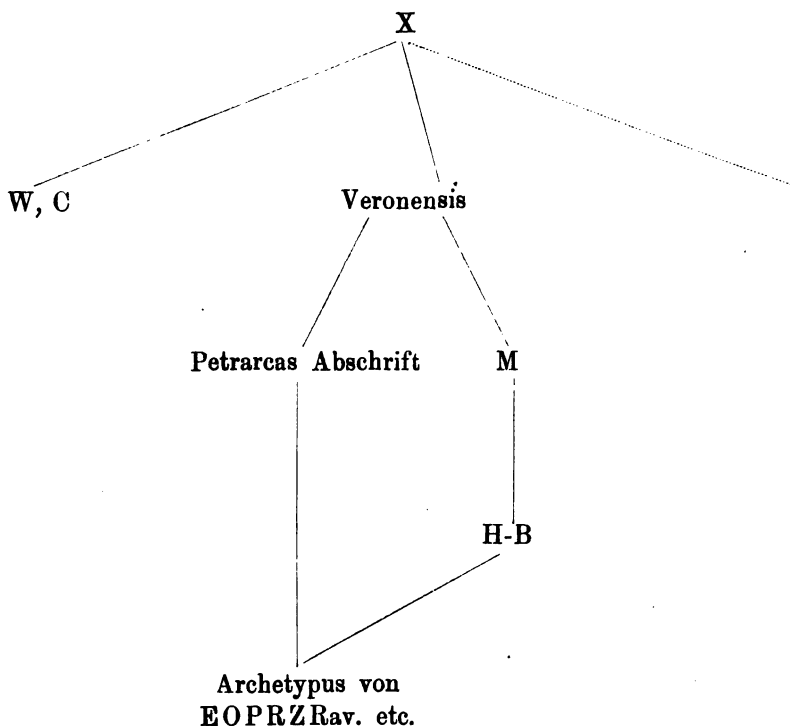 X
W, C
Veronensis
Petrarcas Abschrift
M
H-B
Archetypus von
EOPRZRav. etc.